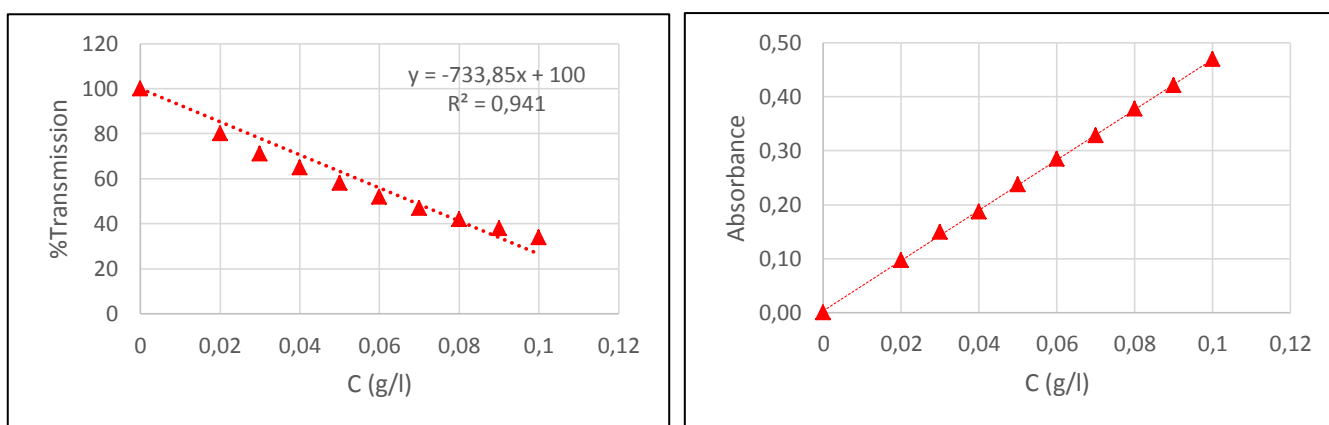 y = -733,85x + 100
R² = 0,941
120
100
80
60
40
20
0
%Transmission
0 0,02 0,04 0,06 0,08 0,1 0,12
C (g/l)
0,50
0,40
0,30
0,20
0,10
0,00
Absorbance
0 0,02 0,04 0,06 0,08 0,1 0,12
C (g/l)